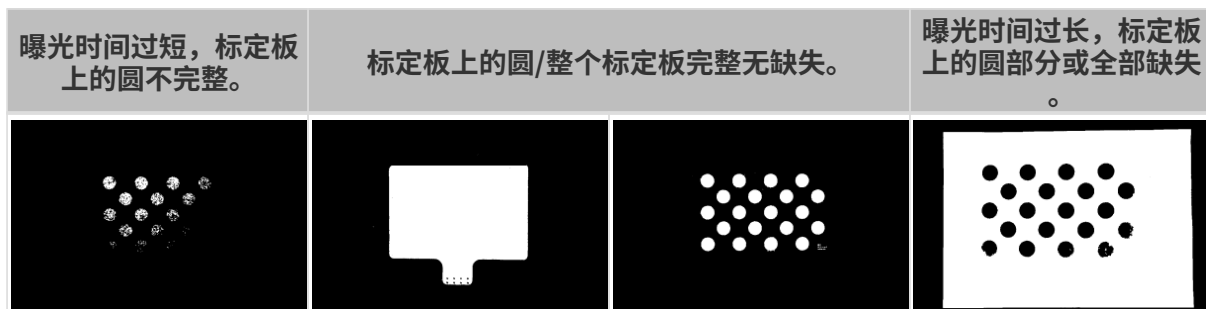 曝光时间过短，标定板
上的圆不完整。
标定板上的圆/整个标定板完整无缺失。
曝光时间过长，标定板
上的圆部分或全部缺失
。